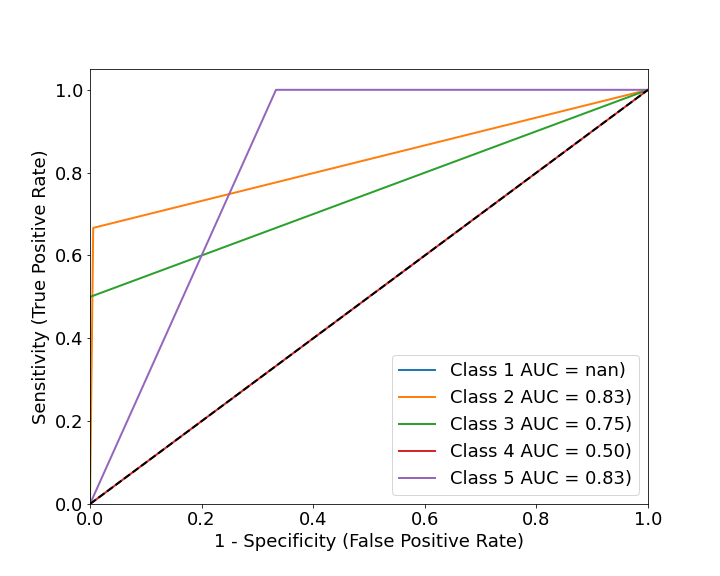 1.0
0.8
0.6
0.4
0.2
0.0
Sensitivity (True Positive Rate)
Class 1 AUC = nan)
Class 2 AUC = 0.83)
Class 3 AUC = 0.75)
Class 4 AUC = 0.50)
Class 5 AUC = 0.83)
0.0 0.2 0.4 0.6 0.8 1.0
1 - Specificity (False Positive Rate)